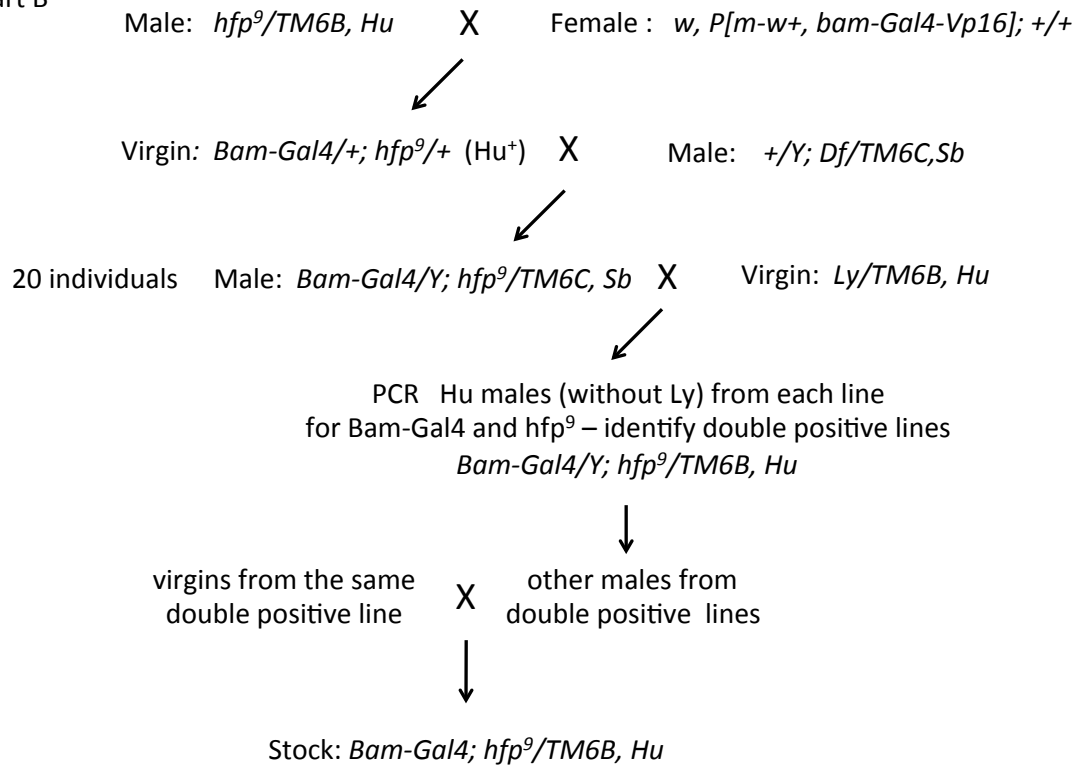 art B
Male: hfp⁹/TM6B, Hu X Female : w, P[m-w+, bam-Gal4-Vp16]; +/+
Virgin: Bam-Gal4/+; hfp⁹/+ (Hu⁺) X Male: +/Y; Df/TM6C,Sb
20 individuals Male: Bam-Gal4/Y; hfp⁹/TM6C, Sb X Virgin: Ly/TM6B, Hu
PCR Hu males (without Ly) from each line
for Bam-Gal4 and hfp⁹ – identify double positive lines
Bam-Gal4/Y; hfp⁹/TM6B, Hu
virgins from the same X other males from
double positive line double positive lines
Stock: Bam-Gal4; hfp⁹/TM6B, Hu